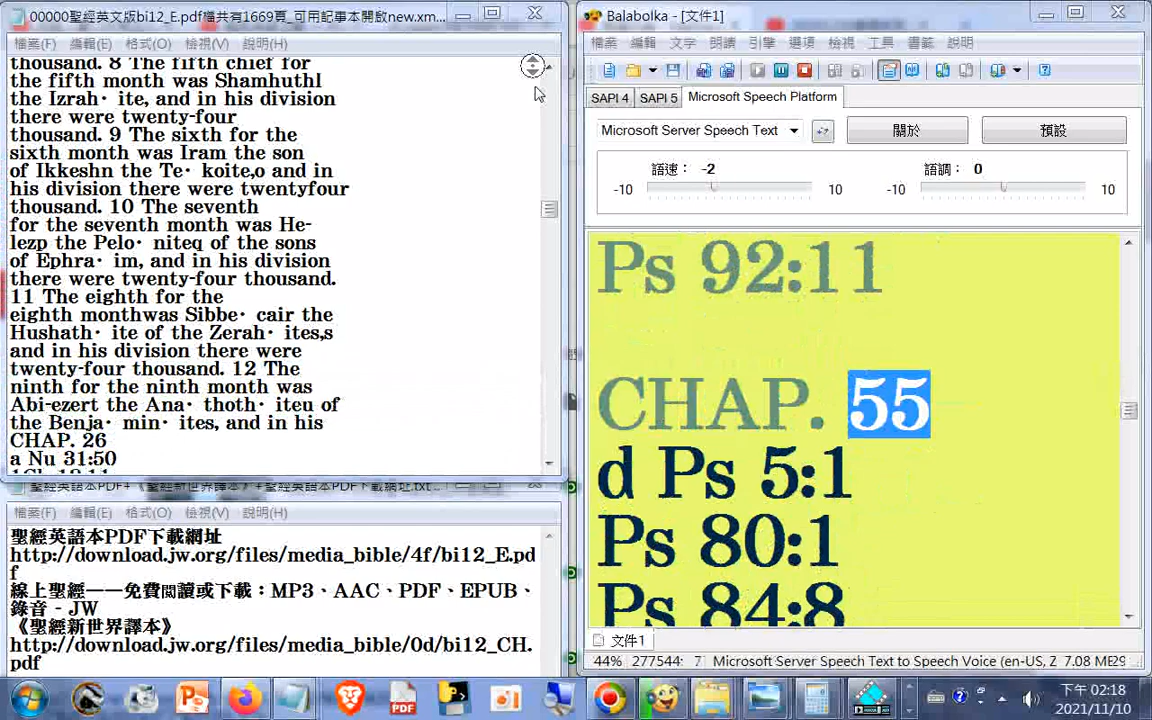 00000聖經英文版bi12_E.pdf檔共有1669頁_可用記事本開啟new.xm...
檔案(F) 編輯(E) 格式(O) 檢視(V) 說明(H)
thousand. 8 The fifth chief for
the fifth month was ShamhuthI
the Izrah· ite, and in his division
there were twenty-four
thousand. 9 The sixth for the
sixth month was Iram the son
of Ikkeshn the Te· koite,o and in
his division there were twentyfour
thousand. 10 The seventh
for the seventh month was He-
lezp the Pelo· niteq of the sons
of Ephra· im, and in his division
there were twenty-four thousand.
11 The eighth for the
eighth monthwas Sibbe· cair the
Hushath· ite of the Zerah· ites,s
and in his division there were
twenty-four thousand. 12 The
ninth for the ninth month was
Abi-ezert the Ana· thoth· iteu of
the Benja· min· ites, and in his
CHAP. 26
a Nu 31:50
聖經英語本PDF+《聖經新世界譯本》+聖經英語本PDF下載網址.txt...
檔案(F) 編輯(E) 格式(O) 檢視(V) 說明(H)
聖經英語本PDF下載網址
http://download.jw.org/files/media_bible/4f/bi12_E.pd
f
線上聖經——免費閱讀或下載：MP3、AAC、PDF、EPUB、
錄音 - JW
《聖經新世界譯本》
http://download.jw.org/files/media_bible/0d/bi12_CH.
pdf
Balabolka - [文件1]
檔案 編輯 文字 朗讀 引擎 選項 檢視 工具 書籤 說明
SAPI 4 SAPI 5 Microsoft Speech Platform
Microsoft Server Speech Text 關於 預設
語速： -2 語調： 0
-10 10 -10 10
Ps 92:11
CHAP. 55
d Ps 5:1
Ps 80:1
Ps 84:8
文件1
44% 277544: 7 Microsoft Server Speech Text to Speech Voice (en-US, Z 7.08 ME29
下午 02:18
2021/11/10